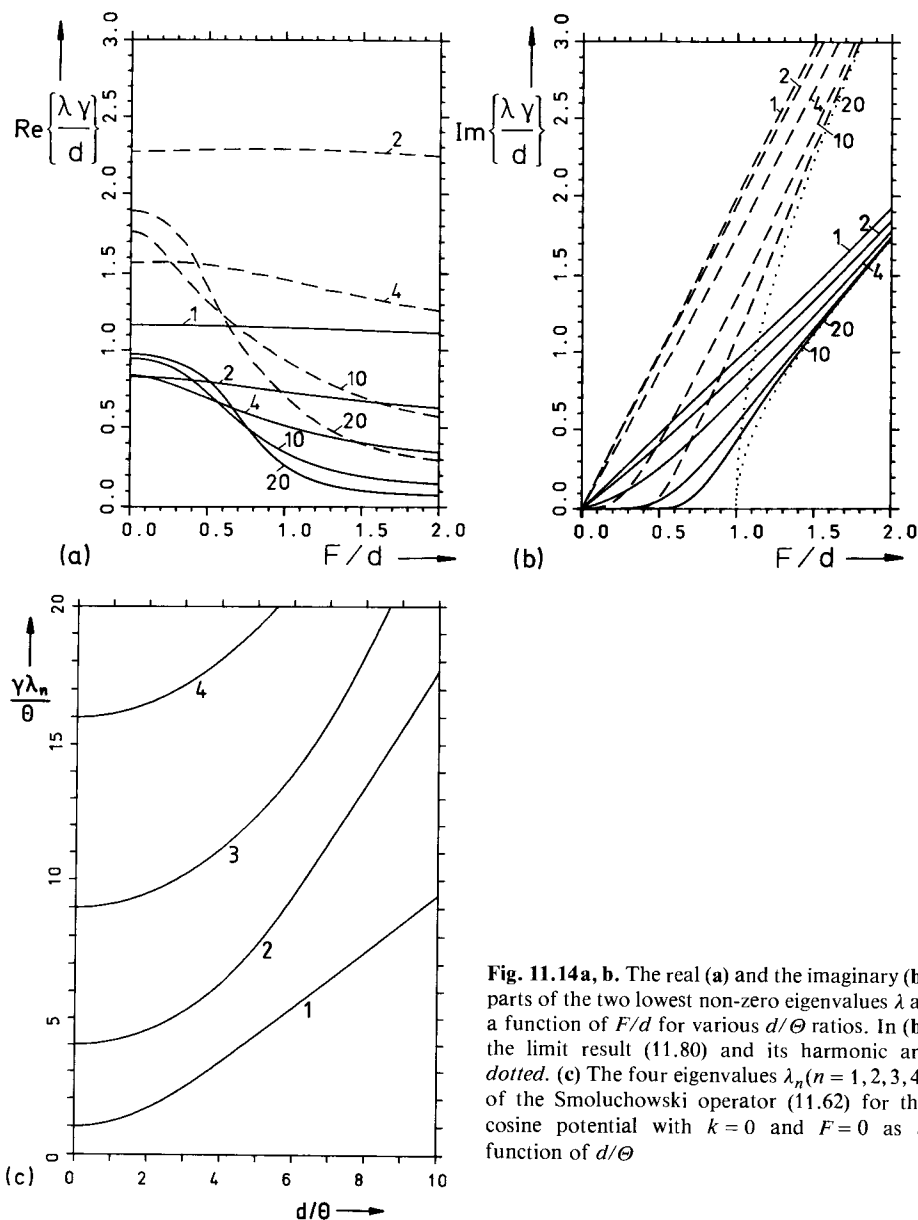 Re{λγ/d}
0.0 0.5 1.0 1.5 2.0 2.5 3.0
2
4
1
2
4
10
20
10
20
0.0 0.5 1.0 1.5 2.0
(a) F/d
Im{λγ/d}
0.0 0.5 1.0 1.5 2.0 2.5 3.0
2
1
4
20
10
1
2
4
20
10
0.0 0.5 1.0 1.5 2.0
(b) F/d
γλn/Θ
0 5 10 15 20
4
3
2
1
0 2 4 6 8 10
(c) d/Θ
Fig. 11.14a, b. The real (a) and the imaginary (b
parts of the two lowest non-zero eigenvalues λ a
a function of F/d for various d/Θ ratios. In (b
the limit result (11.80) and its harmonic ar
dotted. (c) The four eigenvalues λn(n = 1,2,3,4
of the Smoluchowski operator (11.62) for th
cosine potential with k = 0 and F = 0 as
function of d/Θ